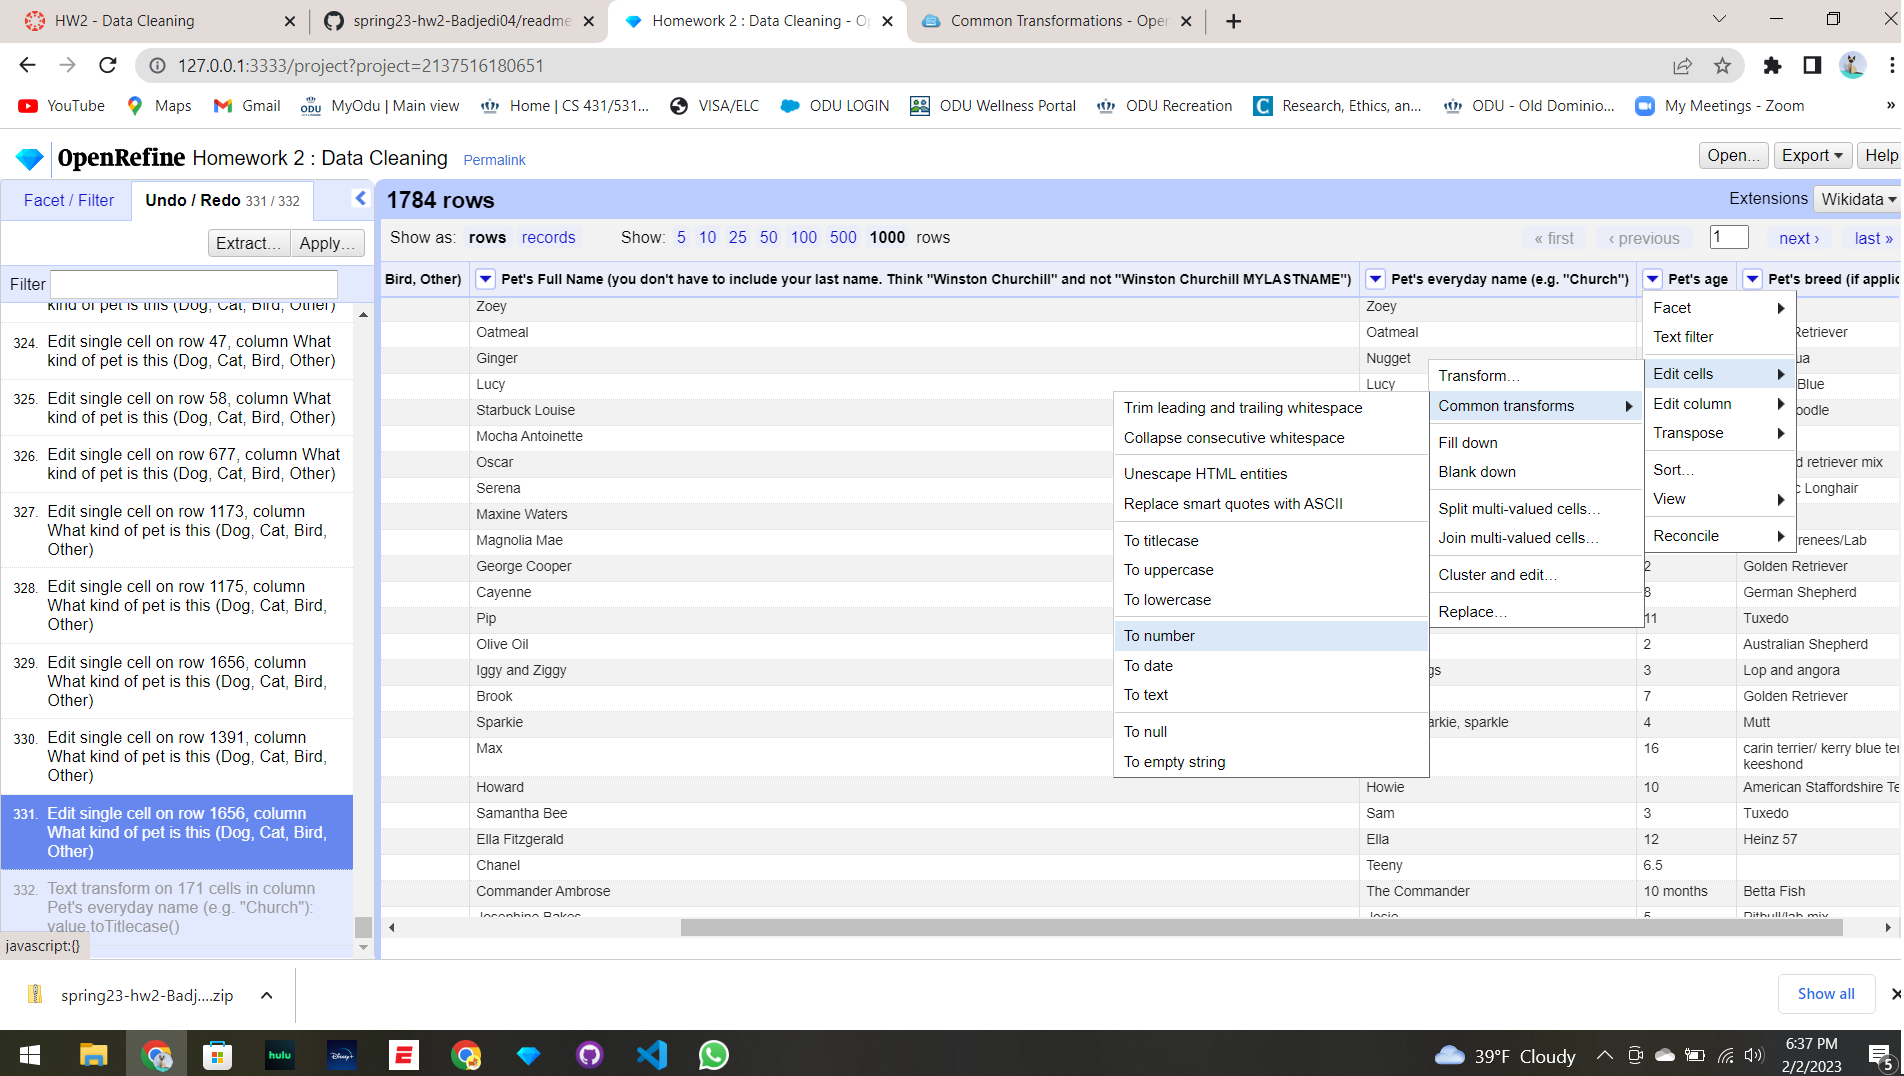 HW2 - Data Cleaning
spring23-hw2-Badjedi04/readme
Homework 2 : Data Cleaning - Op
Common Transformations - Open
127.0.0.1:3333/project?project=2137516180651
YouTube
Maps
Gmail
MyOdu | Main view
Home | CS 431/531...
VISA/ELC
ODU LOGIN
ODU Wellness Portal
ODU Recreation
Research, Ethics, an...
ODU - Old Dominio...
My Meetings - Zoom
»
OpenRefine Homework 2 : Data Cleaning Permalink
Open...
Export
Help
Facet / Filter
Undo / Redo 331 / 332
Extract...
Apply...
Filter
kind of pet is this (Dog, Cat, Bird, Other)
324. Edit single cell on row 47, column What
kind of pet is this (Dog, Cat, Bird, Other)
325. Edit single cell on row 58, column What
kind of pet is this (Dog, Cat, Bird, Other)
326. Edit single cell on row 677, column What
kind of pet is this (Dog, Cat, Bird, Other)
327. Edit single cell on row 1173, column
What kind of pet is this (Dog, Cat, Bird,
Other)
328. Edit single cell on row 1175, column
What kind of pet is this (Dog, Cat, Bird,
Other)
329. Edit single cell on row 1656, column
What kind of pet is this (Dog, Cat, Bird,
Other)
330. Edit single cell on row 1391, column
What kind of pet is this (Dog, Cat, Bird,
Other)
331. Edit single cell on row 1656, column
What kind of pet is this (Dog, Cat, Bird,
Other)
332. Text transform on 171 cells in column
Pet's everyday name (e.g. "Church"):
value.toTitlecase()
javascript:{}
1784 rows
Extensions Wikidata
Show as: rows records Show: 5 10 25 50 100 500 1000 rows
« first ‹ previous 1 next › last »
Bird, Other)
Pet's Full Name (you don't have to include your last name. Think "Winston Churchill" and not "Winston Churchill MYLASTNAME")
Pet's everyday name (e.g. "Church")
Pet's age
Pet's breed (if applic
Zoey Zoey
Oatmeal Oatmeal Retriever
Ginger Nugget ua
Lucy Lucy Blue
Starbuck Louise oodle
Mocha Antoinette
Oscar d retriever mix
Serena c Longhair
Maxine Waters
Magnolia Mae renees/Lab
George Cooper 2 Golden Retriever
Cayenne 8 German Shepherd
Pip 11 Tuxedo
Olive Oil 2 Australian Shepherd
Iggy and Ziggy gs 3 Lop and angora
Brook 7 Golden Retriever
Sparkie arkie, sparkle 4 Mutt
Max 16 carin terrier/ kerry blue ter
keeshond
Howard Howie 10 American Staffordshire Te
Samantha Bee Sam 3 Tuxedo
Ella Fitzgerald Ella 12 Heinz 57
Chanel Teeny 6.5
Commander Ambrose The Commander 10 months Betta Fish
Josephine Bakes Josie 5 Pitbull/lab mix
Facet
Text filter
Edit cells
Edit column
Transpose
Sort...
View
Reconcile
Transform...
Common transforms
Fill down
Blank down
Split multi-valued cells...
Join multi-valued cells...
Cluster and edit...
Replace...
Trim leading and trailing whitespace
Collapse consecutive whitespace
Unescape HTML entities
Replace smart quotes with ASCII
To titlecase
To uppercase
To lowercase
To number
To date
To text
To null
To empty string
spring23-hw2-Badj....zip
Show all
hulu
Disney+
E
39°F Cloudy
6:37 PM
2/2/2023
5